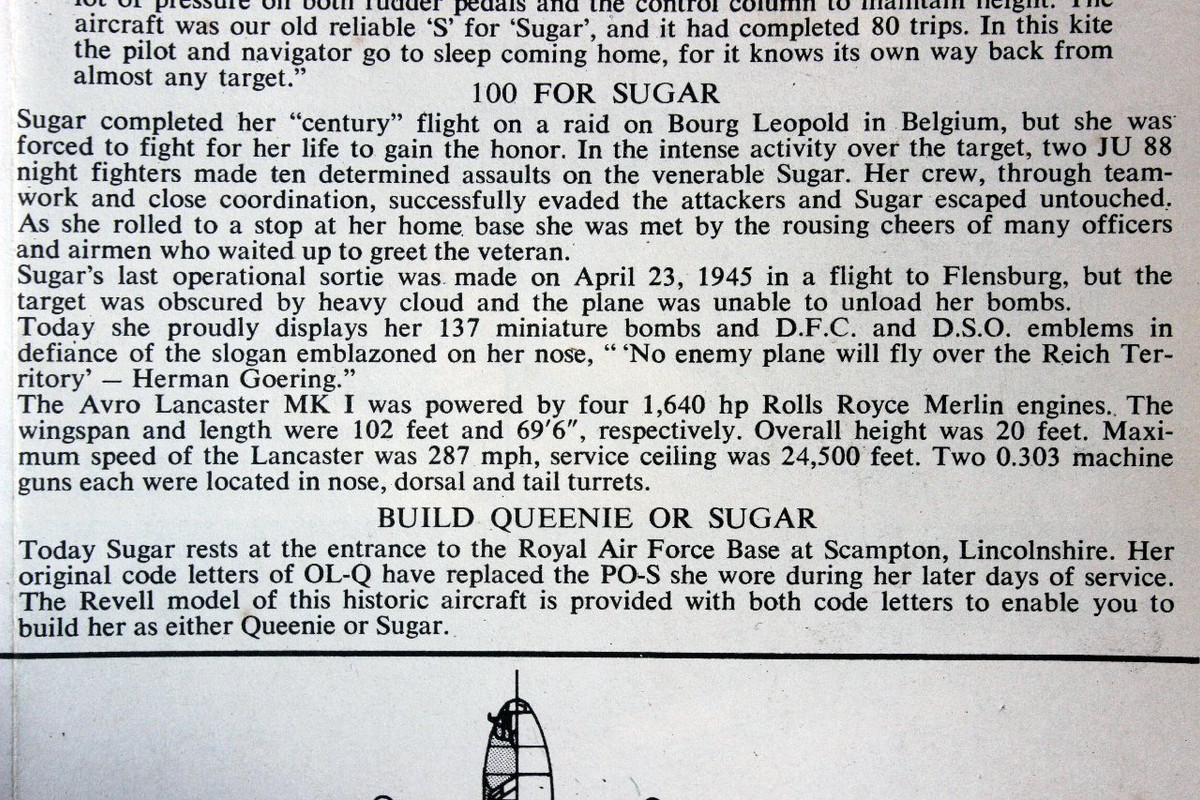 lot of pressure on both rudder pedals and the control column to maintain height. The
aircraft was our old reliable ‘S’ for ‘Sugar’, and it had completed 80 trips. In this kite
the pilot and navigator go to sleep coming home, for it knows its own way back from
almost any target.”
100 FOR SUGAR
Sugar completed her “century” flight on a raid on Bourg Leopold in Belgium, but she was
forced to fight for her life to gain the honor. In the intense activity over the target, two JU 88
night fighters made ten determined assaults on the venerable Sugar. Her crew, through team-
work and close coordination, successfully evaded the attackers and Sugar escaped untouched.
As she rolled to a stop at her home base she was met by the rousing cheers of many officers
and airmen who waited up to greet the veteran.
Sugar’s last operational sortie was made on April 23, 1945 in a flight to Flensburg, but the
target was obscured by heavy cloud and the plane was unable to unload her bombs.
Today she proudly displays her 137 miniature bombs and D.F.C. and D.S.O. emblems in
defiance of the slogan emblazoned on her nose, “ ‘No enemy plane will fly over the Reich Ter-
ritory’ — Herman Goering.”
The Avro Lancaster MK I was powered by four 1,640 hp Rolls Royce Merlin engines. The
wingspan and length were 102 feet and 69′6″, respectively. Overall height was 20 feet. Maxi-
mum speed of the Lancaster was 287 mph, service ceiling was 24,500 feet. Two 0.303 machine
guns each were located in nose, dorsal and tail turrets.
BUILD QUEENIE OR SUGAR
Today Sugar rests at the entrance to the Royal Air Force Base at Scampton, Lincolnshire. Her
original code letters of OL-Q have replaced the PO-S she wore during her later days of service.
The Revell model of this historic aircraft is provided with both code letters to enable you to
build her as either Queenie or Sugar.